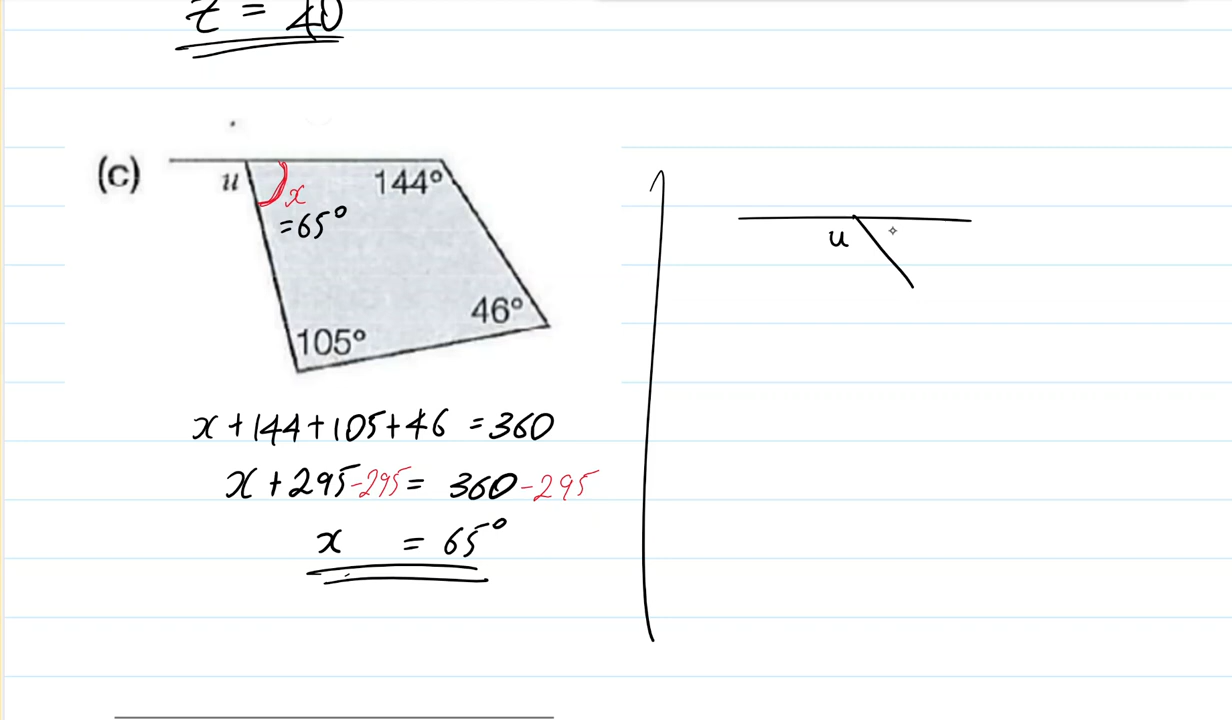 z = 40
(c)
u
x
= 65°
144°
46°
105°
x + 144 + 105 + 46 = 360
x + 295 - 295 = 360 - 295
x = 65°
u